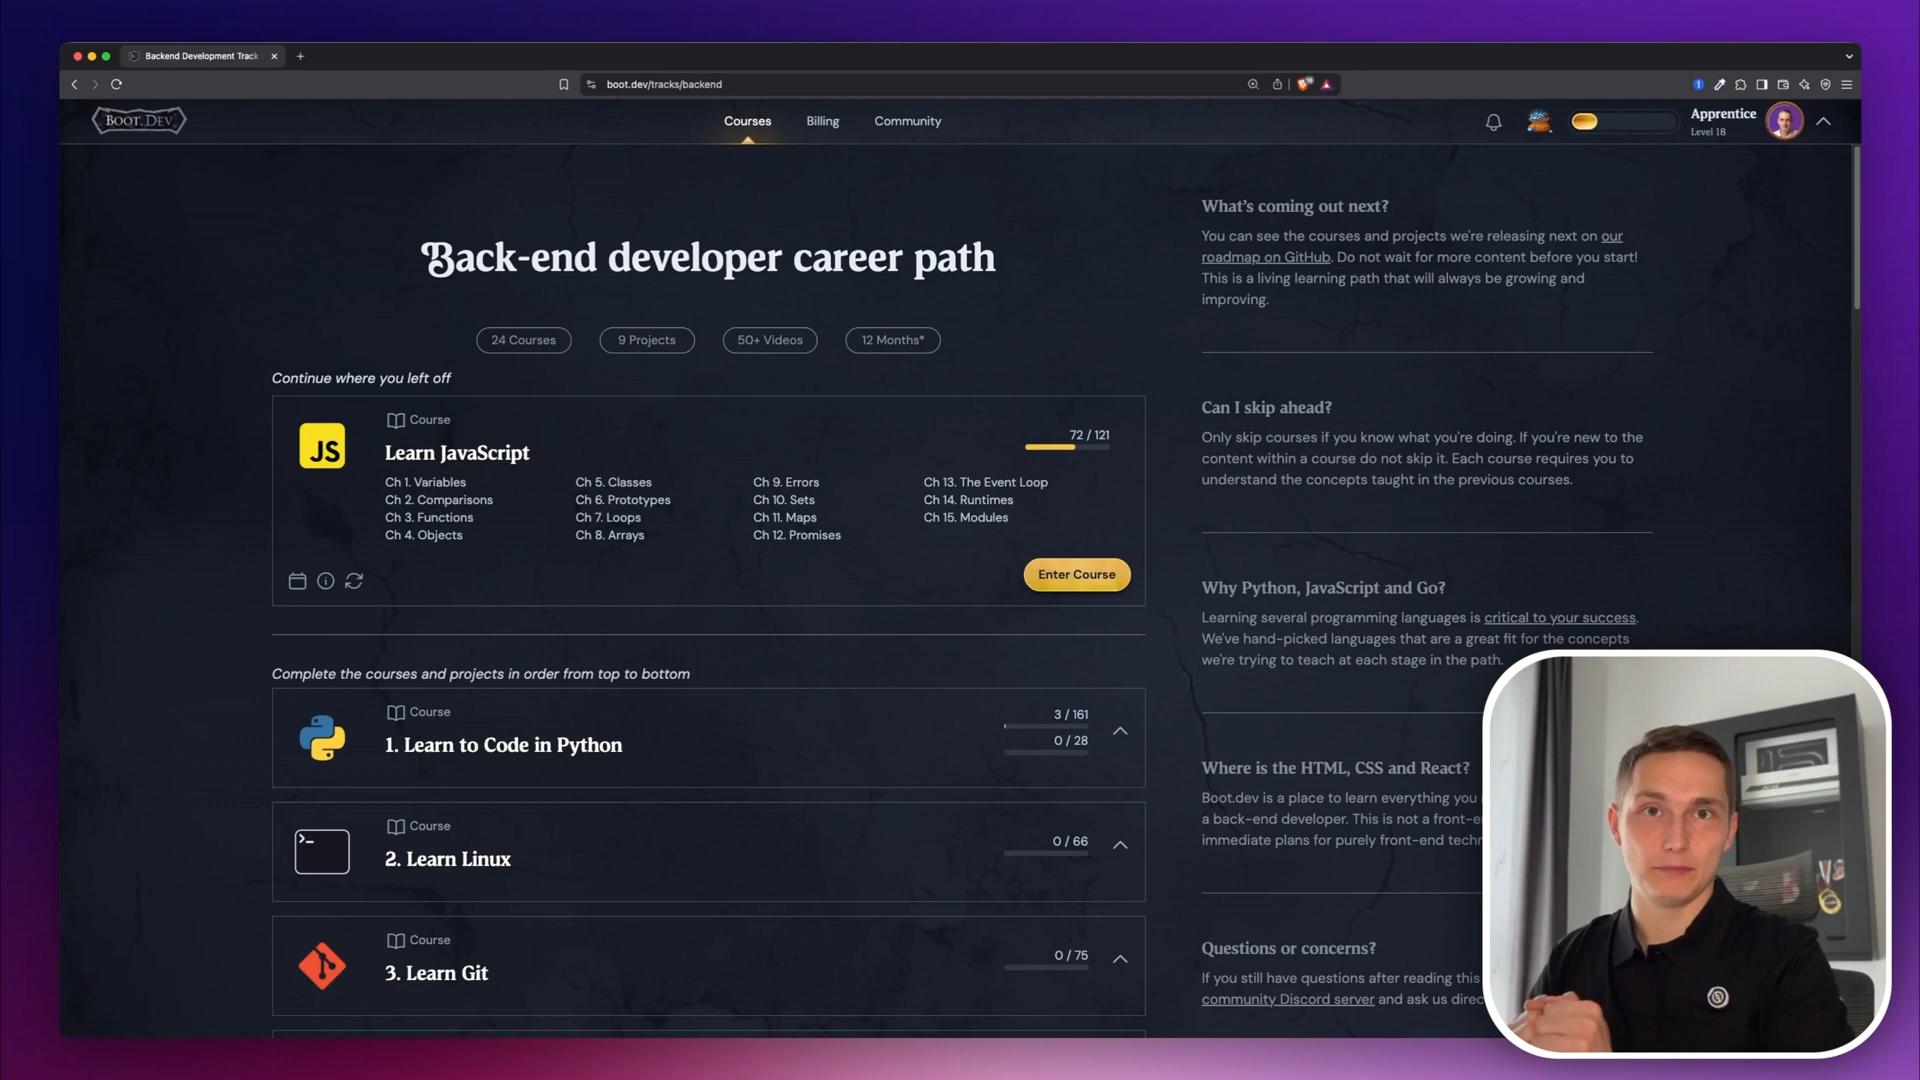 Backend Development Track
boot.dev/tracks/backend
BOOT.DEV
Courses
Billing
Community
Apprentice
Level 18
Back-end developer career path
24 Courses
9 Projects
50+ Videos
12 Months*
Continue where you left off
Course
JS
Learn JavaScript
72 / 121
Ch 1. Variables
Ch 2. Comparisons
Ch 3. Functions
Ch 4. Objects
Ch 5. Classes
Ch 6. Prototypes
Ch 7. Loops
Ch 8. Arrays
Ch 9. Errors
Ch 10. Sets
Ch 11. Maps
Ch 12. Promises
Ch 13. The Event Loop
Ch 14. Runtimes
Ch 15. Modules
Enter Course
Complete the courses and projects in order from top to bottom
Course
1. Learn to Code in Python
3 / 161
0 / 28
Course
2. Learn Linux
0 / 66
Course
3. Learn Git
0 / 75
What's coming out next?
You can see the courses and projects we're releasing next on our
roadmap on GitHub. Do not wait for more content before you start!
This is a living learning path that will always be growing and
improving.
Can I skip ahead?
Only skip courses if you know what you're doing. If you're new to the
content within a course do not skip it. Each course requires you to
understand the concepts taught in the previous courses.
Why Python, JavaScript and Go?
Learning several programming languages is critical to your success.
We've hand-picked languages that are a great fit for the concepts
we're trying to teach at each stage in the path.
Where is the HTML, CSS and React?
Boot.dev is a place to learn everything you
a back-end developer. This is not a front-e
immediate plans for purely front-end techn
Questions or concerns?
If you still have questions after reading this
community Discord server and ask us direc